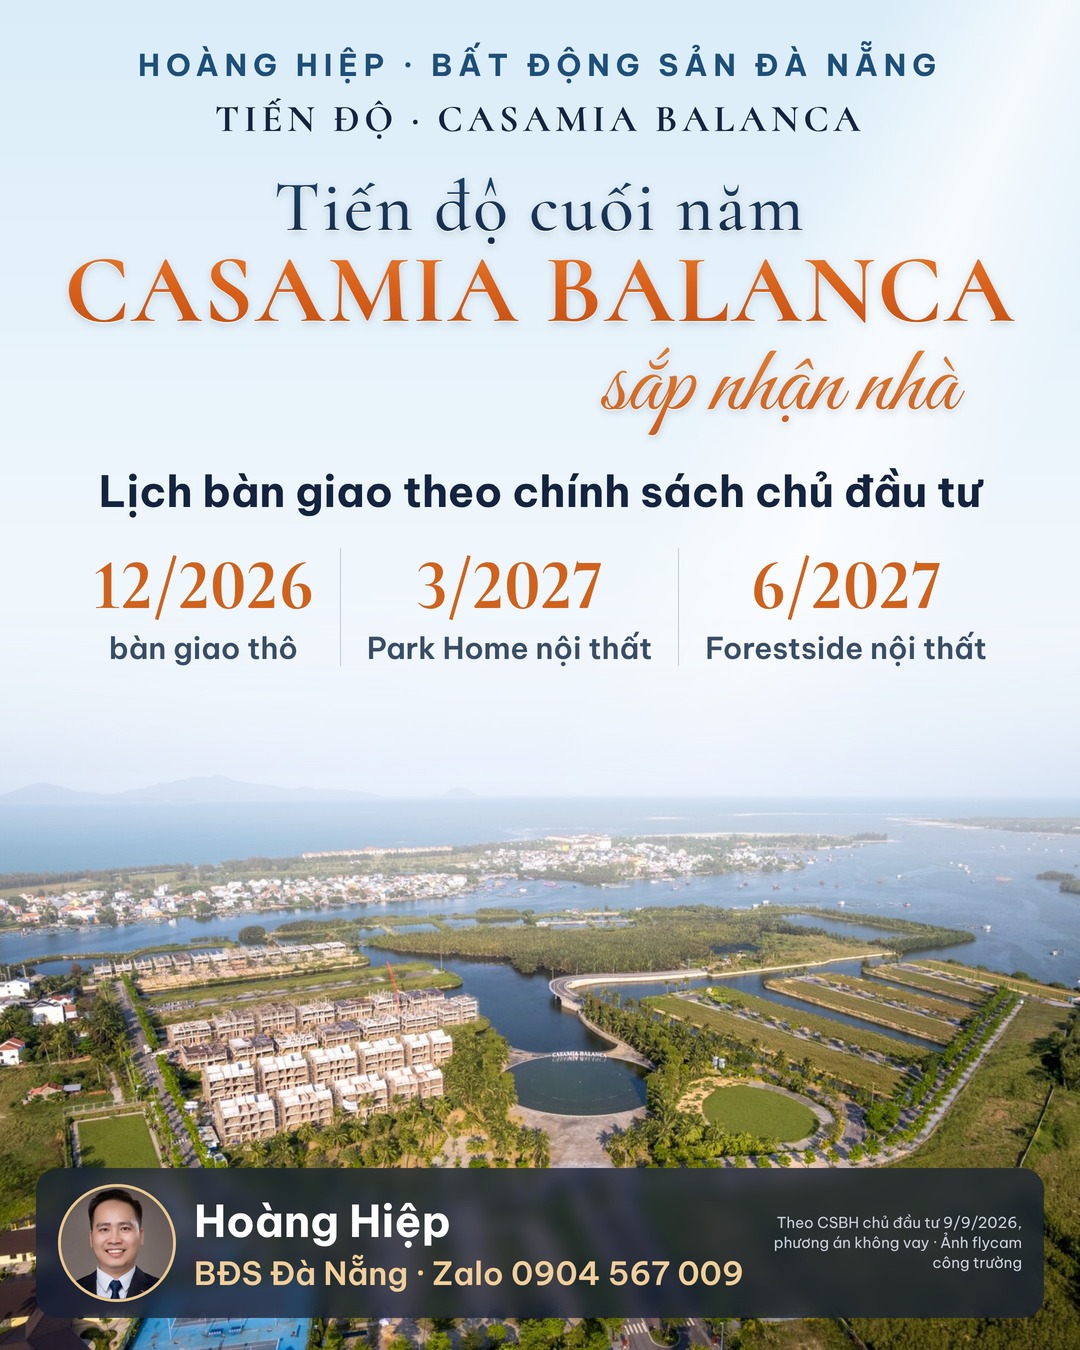 HOÀNG HIỆP · BẤT ĐỘNG SẢN ĐÀ NẴNG
TIẾN ĐỘ · CASAMIA BALANCA
Tiến độ cuối năm
CASAMIA BALANCA
sắp nhận nhà
Lịch bàn giao theo chính sách chủ đầu tư
12/2026
bàn giao thô
3/2027
Park Home nội thất
6/2027
Forestside nội thất
CASAMIA BALANCA
Hoàng Hiệp
BĐS Đà Nẵng · Zalo 0904 567 009
Theo CSBH chủ đầu tư 9/9/2026,
phương án không vay · Ảnh flycam
công trường